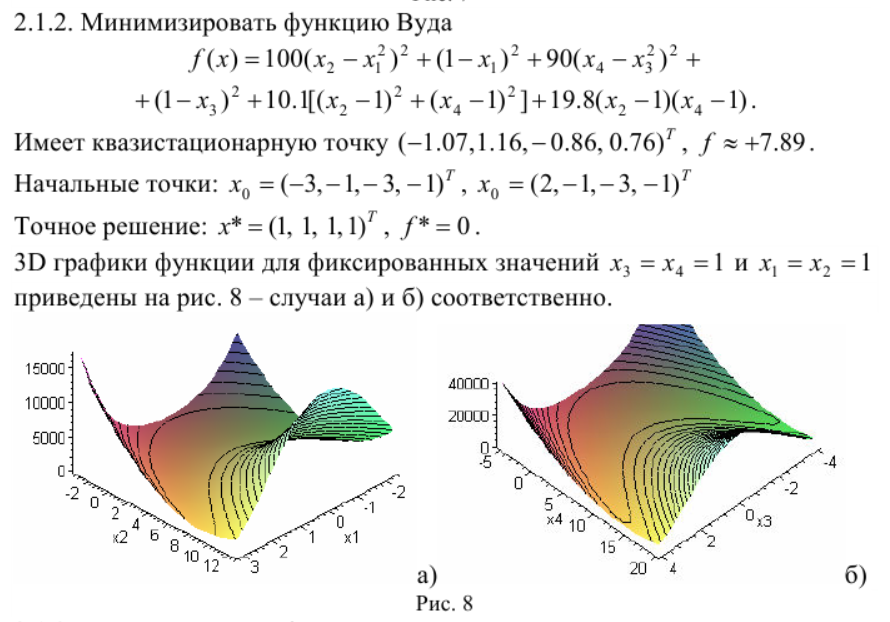 2.1.2. Минимизировать функцию Вуда
f(x) = 100(x₂ − x₁²)² + (1 − x₁)² + 90(x₄ − x₃²)² +
+ (1 − x₃)² + 10.1[(x₂ − 1)² + (x₄ − 1)²] + 19.8(x₂ − 1)(x₄ − 1).
Имеет квазистационарную точку (−1.07,1.16,−0.86, 0.76)ᵀ, f ≈ +7.89.
Начальные точки: x₀ = (−3,−1,−3, −1)ᵀ, x₀ = (2,−1,−3, −1)ᵀ
Точное решение: x* = (1, 1, 1, 1)ᵀ, f* = 0.
3D графики функции для фиксированных значений x₃ = x₄ = 1 и x₁ = x₂ = 1
приведены на рис. 8 – случаи а) и б) соответственно.
15000
10000
5000
0
-2 0 2 4 6 8 10 12
x2
3 2 1 0 -1 -2
x1
а)
40000
20000
0
-5 0 5 10 15 20
x4
4 2 0 -2 -4
x3
б)
Рис. 8